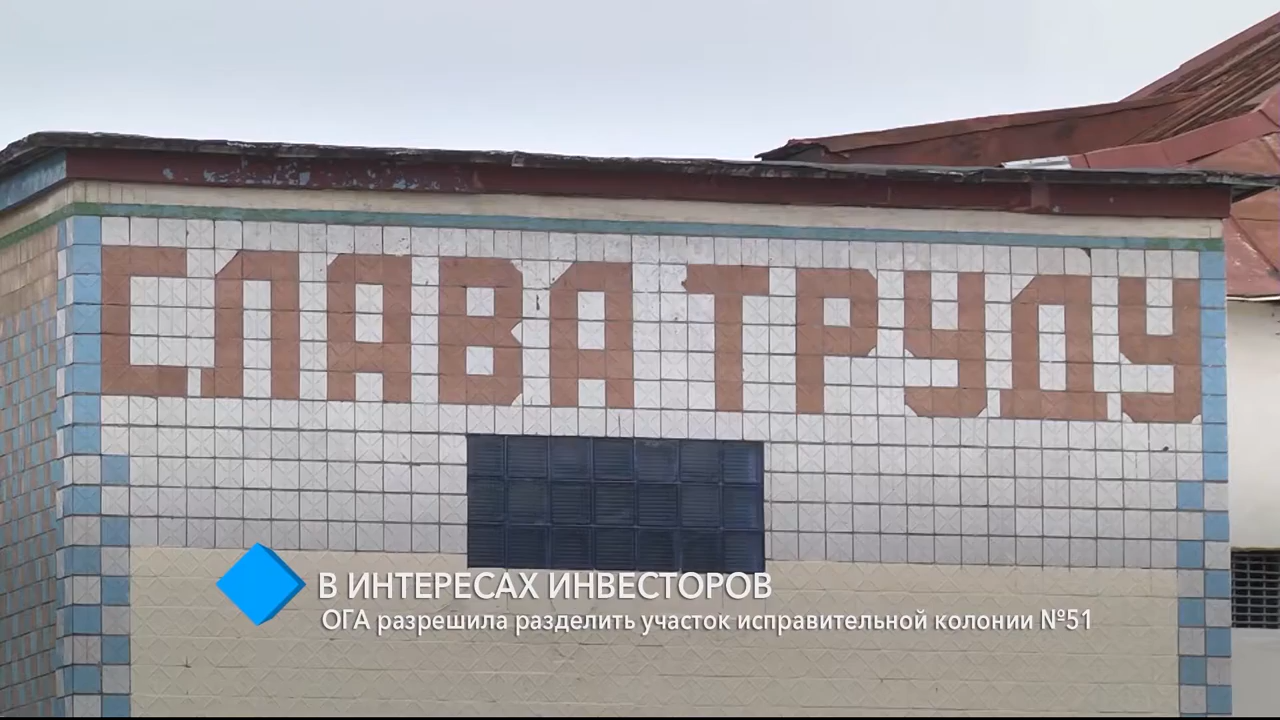 СЛАВА ТРУДУ
В ИНТЕРЕСАХ ИНВЕСТОРОВ
ОГА разрешила разделить участок исправительной колонии №51